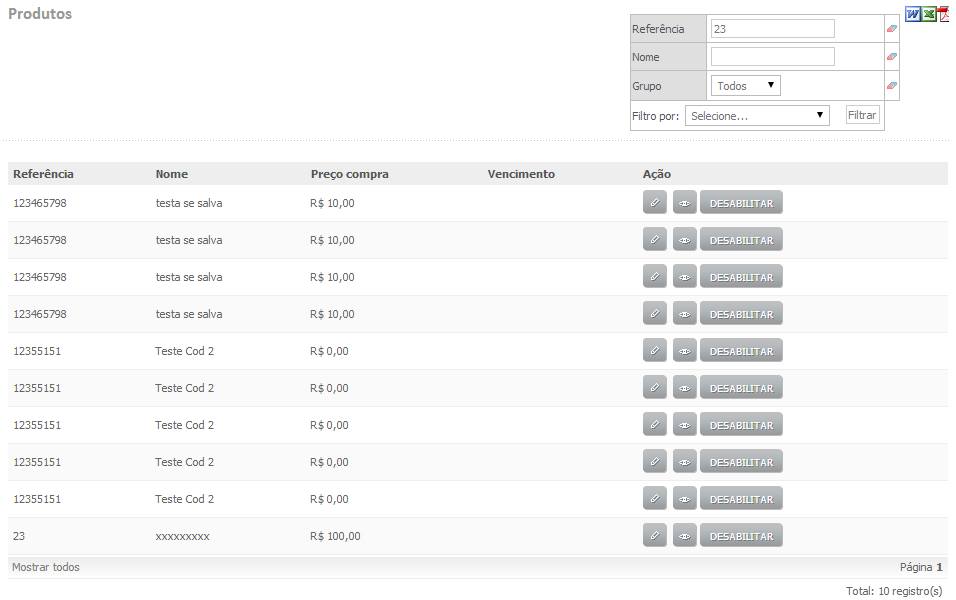 Produtos
Referência 23
Nome
Grupo Todos
Filtro por: Selecione... Filtrar
Referência Nome Preço compra Vencimento Ação
123465798 testa se salva R$ 10,00 DESABILITAR
123465798 testa se salva R$ 10,00 DESABILITAR
123465798 testa se salva R$ 10,00 DESABILITAR
123465798 testa se salva R$ 10,00 DESABILITAR
12355151 Teste Cod 2 R$ 0,00 DESABILITAR
12355151 Teste Cod 2 R$ 0,00 DESABILITAR
12355151 Teste Cod 2 R$ 0,00 DESABILITAR
12355151 Teste Cod 2 R$ 0,00 DESABILITAR
12355151 Teste Cod 2 R$ 0,00 DESABILITAR
23 xxxxxxxxx R$ 100,00 DESABILITAR
Mostrar todos Página 1
Total: 10 registro(s)